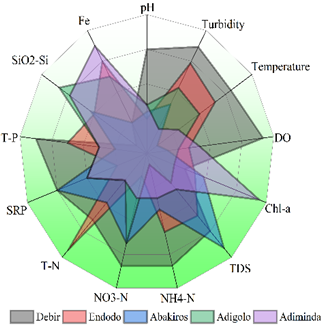 pH
Fe
Turbidity
SiO2-Si
Temperature
T-P
DO
SRP
Chl-a
T-N
TDS
NO3-N
NH4-N
Debir Endodo Abakiros Adigolo Adiminda